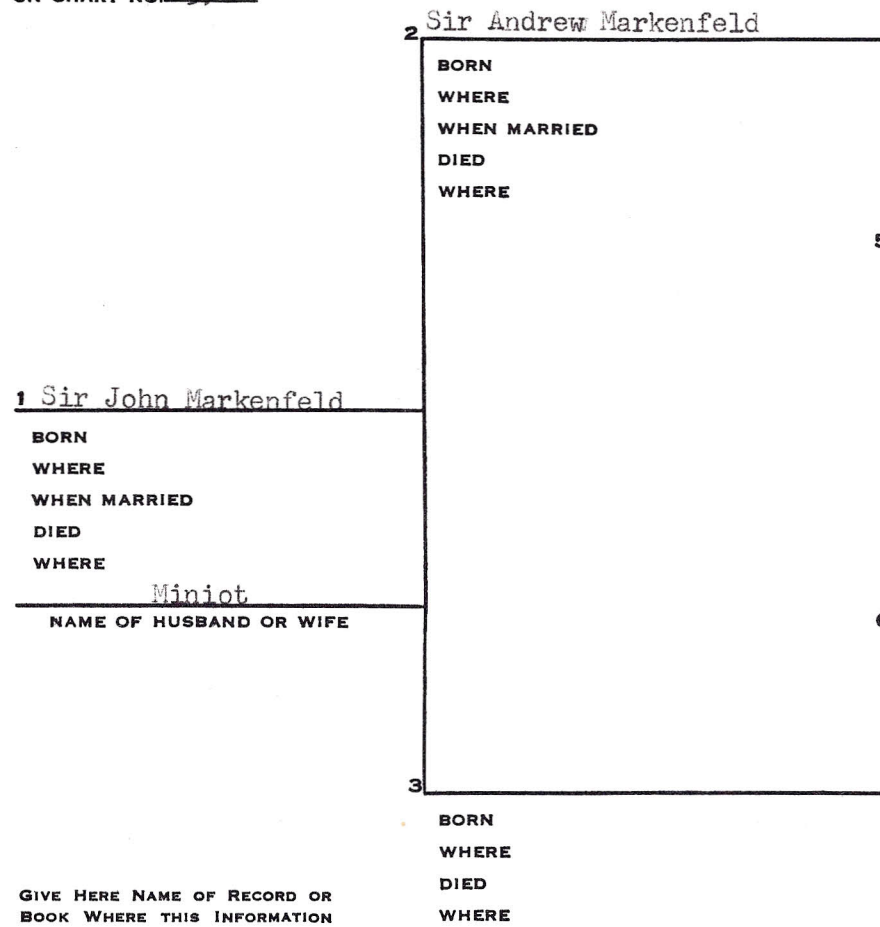 2 Sir Andrew Markenfeld
BORN
WHERE
WHEN MARRIED
DIED
WHERE
1 Sir John Markenfeld
BORN
WHERE
WHEN MARRIED
DIED
WHERE
Miniot
NAME OF HUSBAND OR WIFE
3
BORN
WHERE
DIED
WHERE
GIVE HERE NAME OF RECORD OR
BOOK WHERE THIS INFORMATION